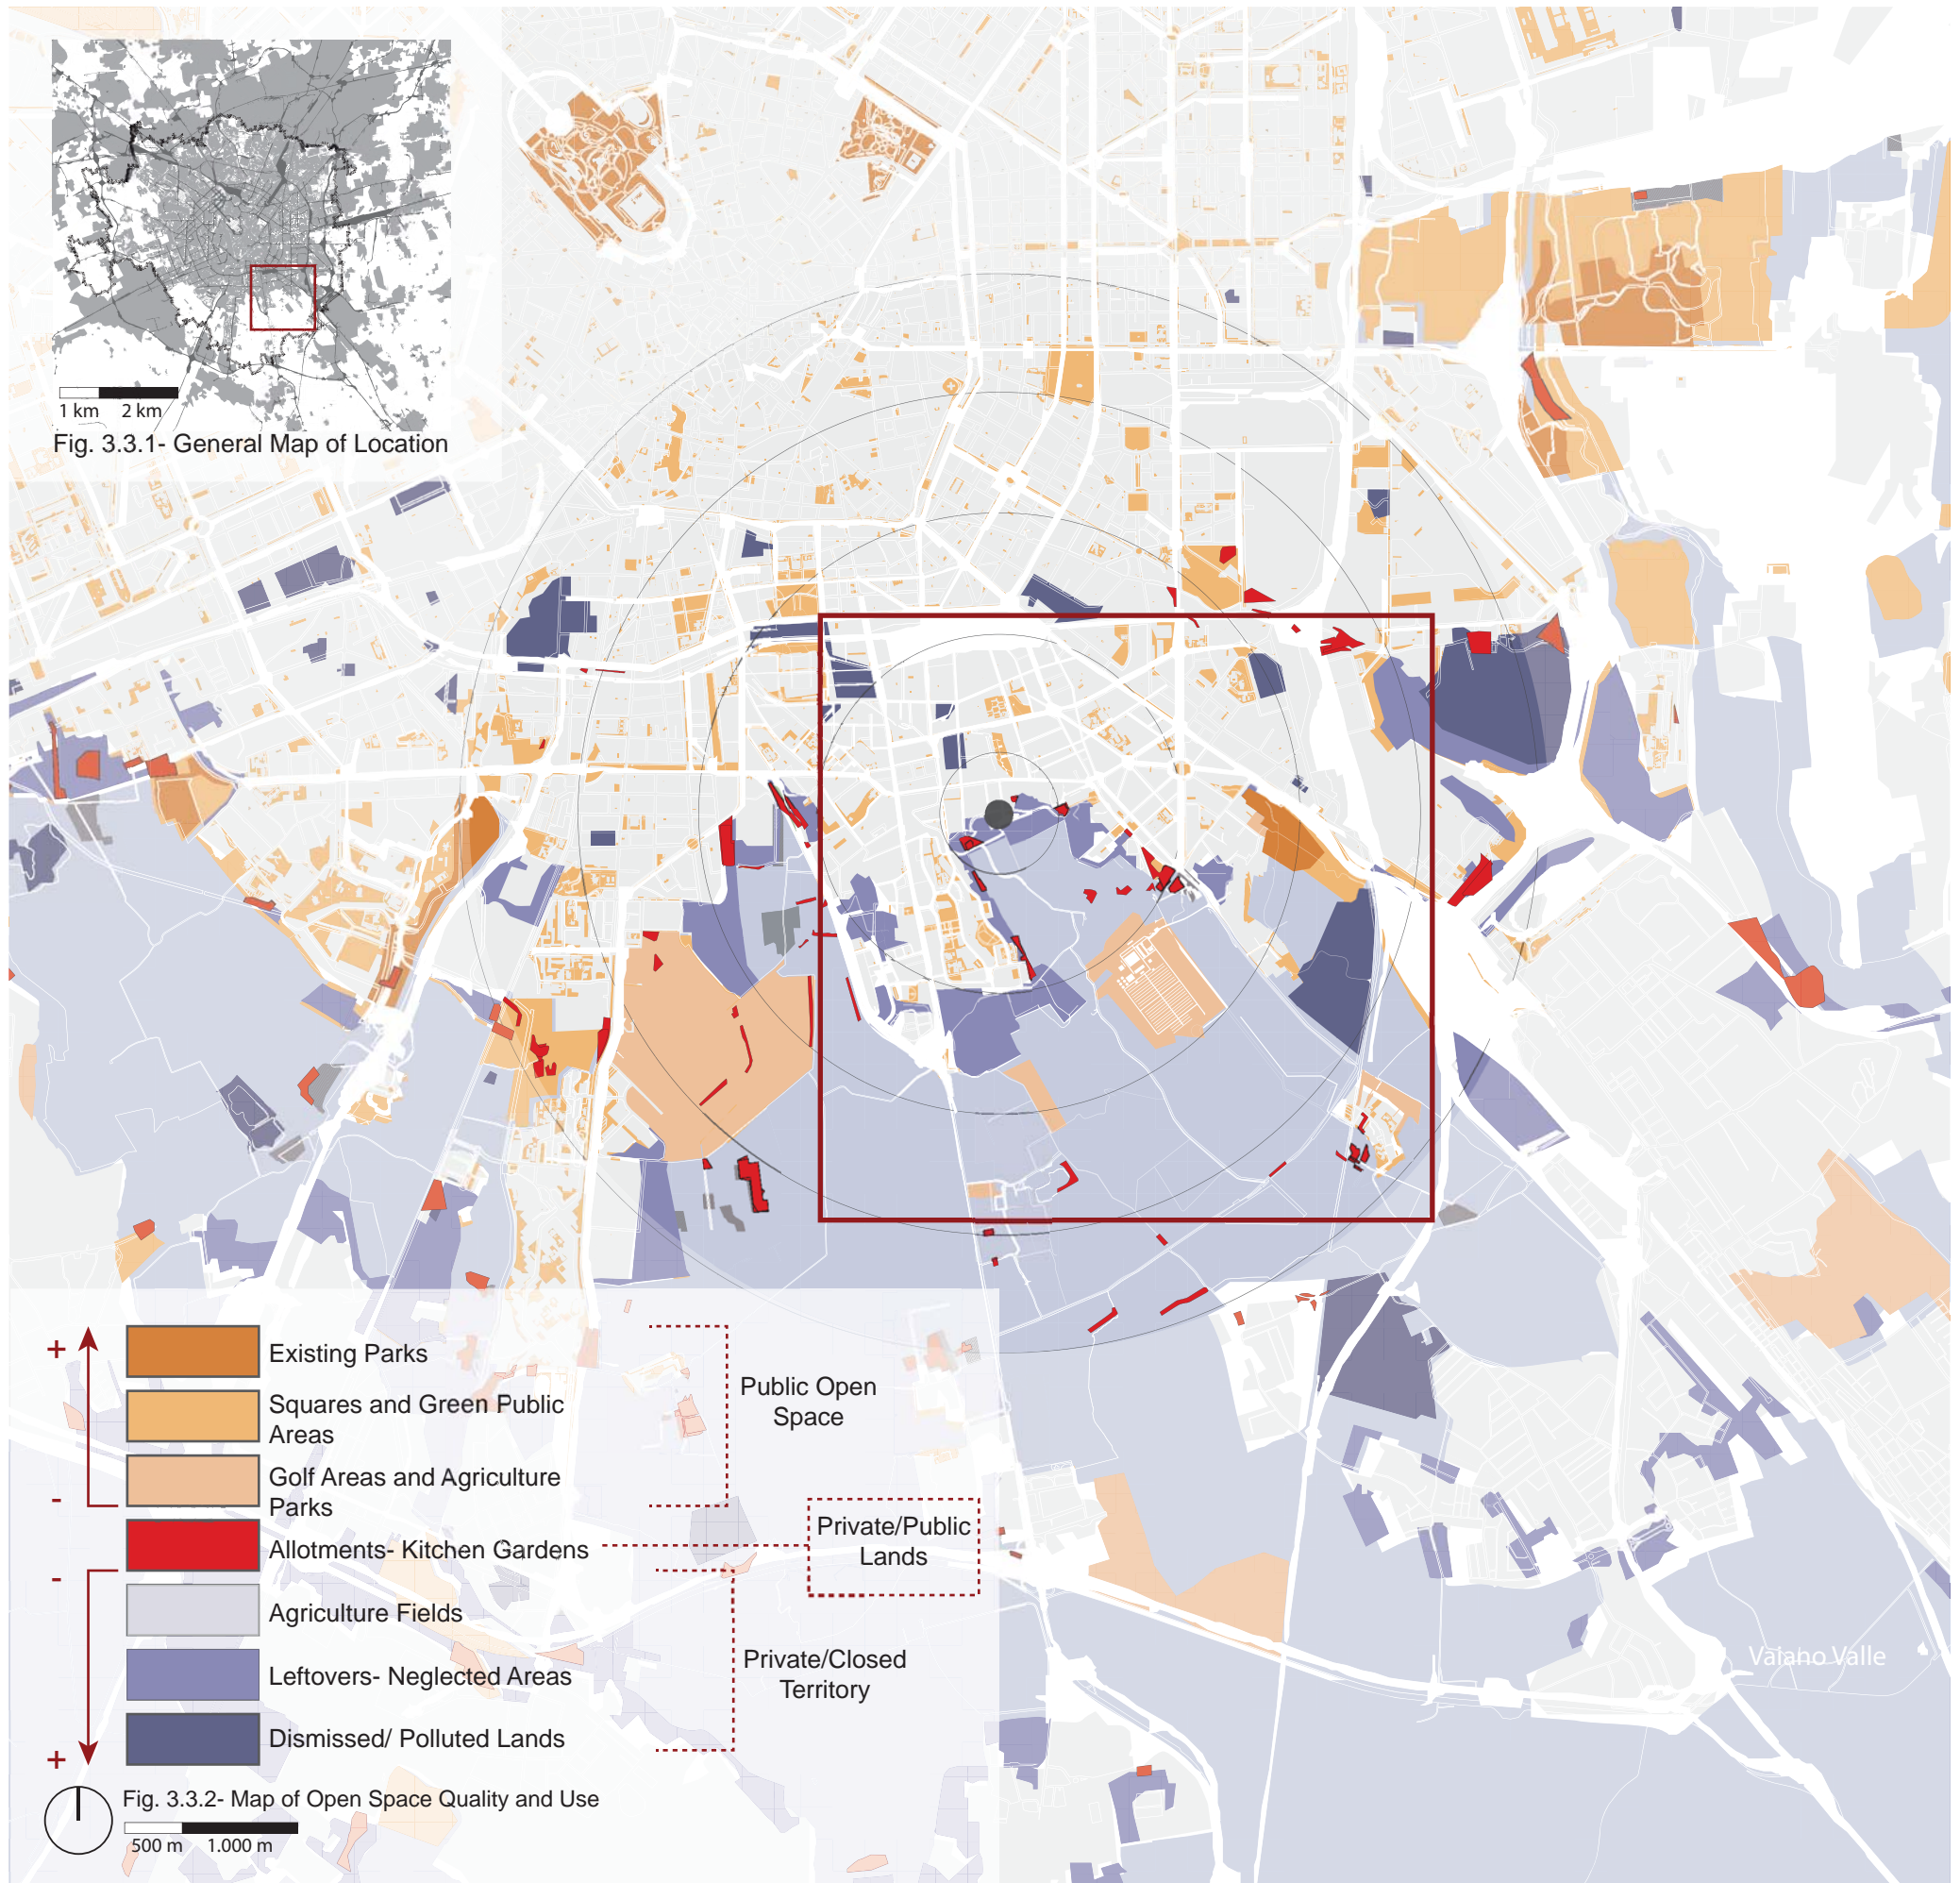 1 km 2 km
Fig. 3.3.1- General Map of Location
+
Existing Parks
Squares and Green Public
Areas
Public Open
Space
Golf Areas and Agriculture
Parks
-
Allotments- Kitchen Gardens
Private/Public
Lands
-
Agriculture Fields
Leftovers- Neglected Areas
Private/Closed
Territory
Dismissed/ Polluted Lands
+
Vaiano Valle
Fig. 3.3.2- Map of Open Space Quality and Use
500 m 1.000 m